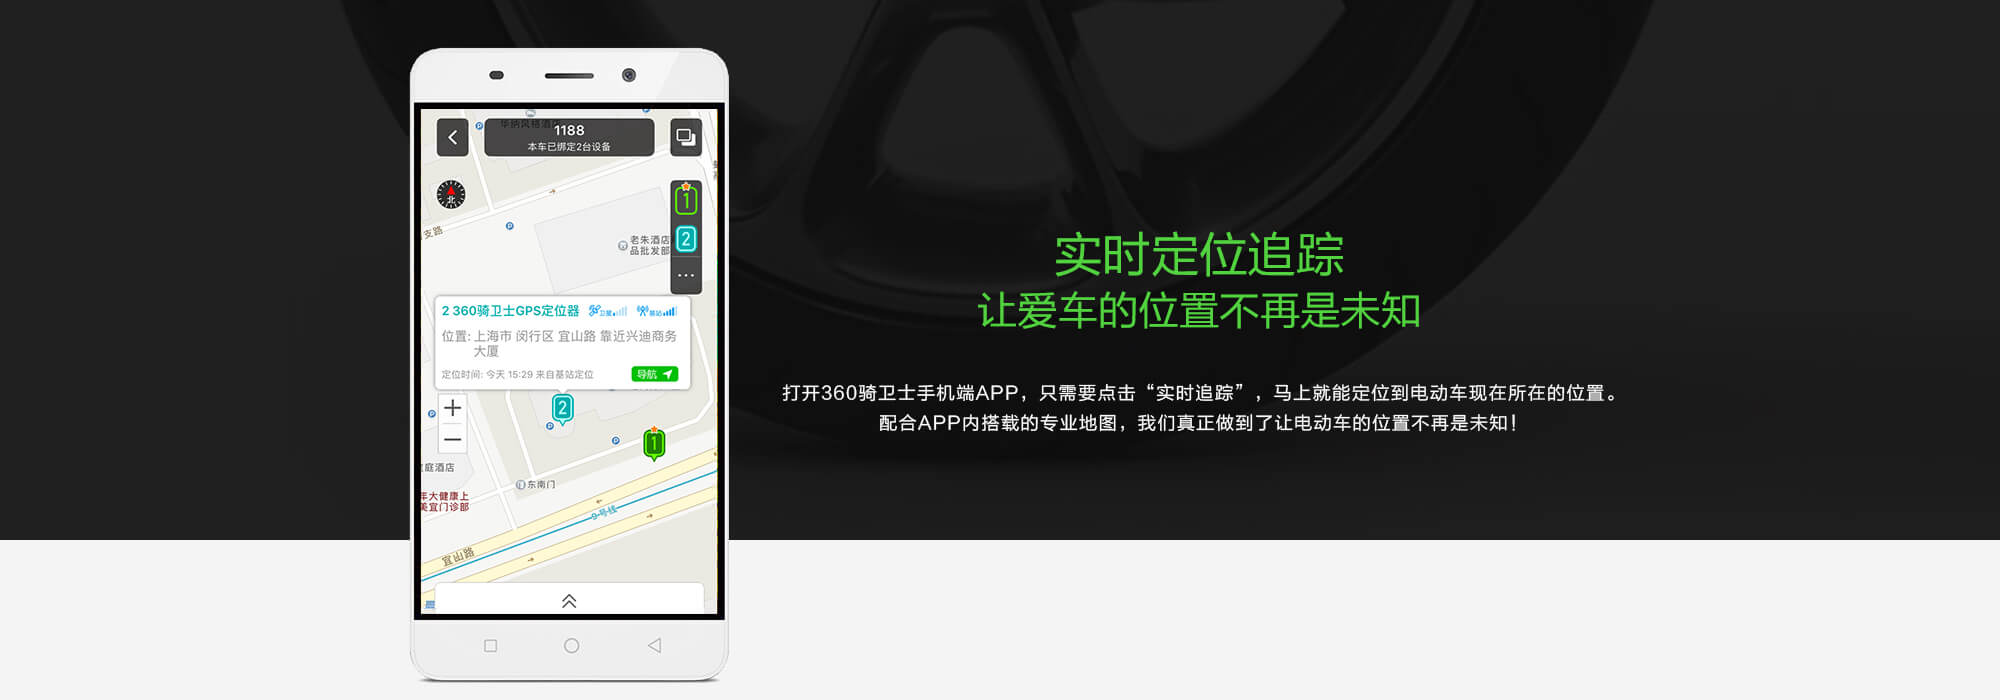 1188
本车已绑定2台设备
北
支路
1
2
老朱酒店
品批发部
2 360骑卫士GPS定位器 卫星 基站
位置: 上海市 闵行区 宜山路 靠近兴迪商务
大厦
定位时间: 今天 15:29 来自基站定位
导航
2
1
庭酒店
东南门
年大健康上
美宜门诊部
9号线
宜山路
实时定位追踪
让爱车的位置不再是未知
打开360骑卫士手机端APP，只需要点击“实时追踪”，马上就能定位到电动车现在所在的位置。
配合APP内搭载的专业地图，我们真正做到了让电动车的位置不再是未知！